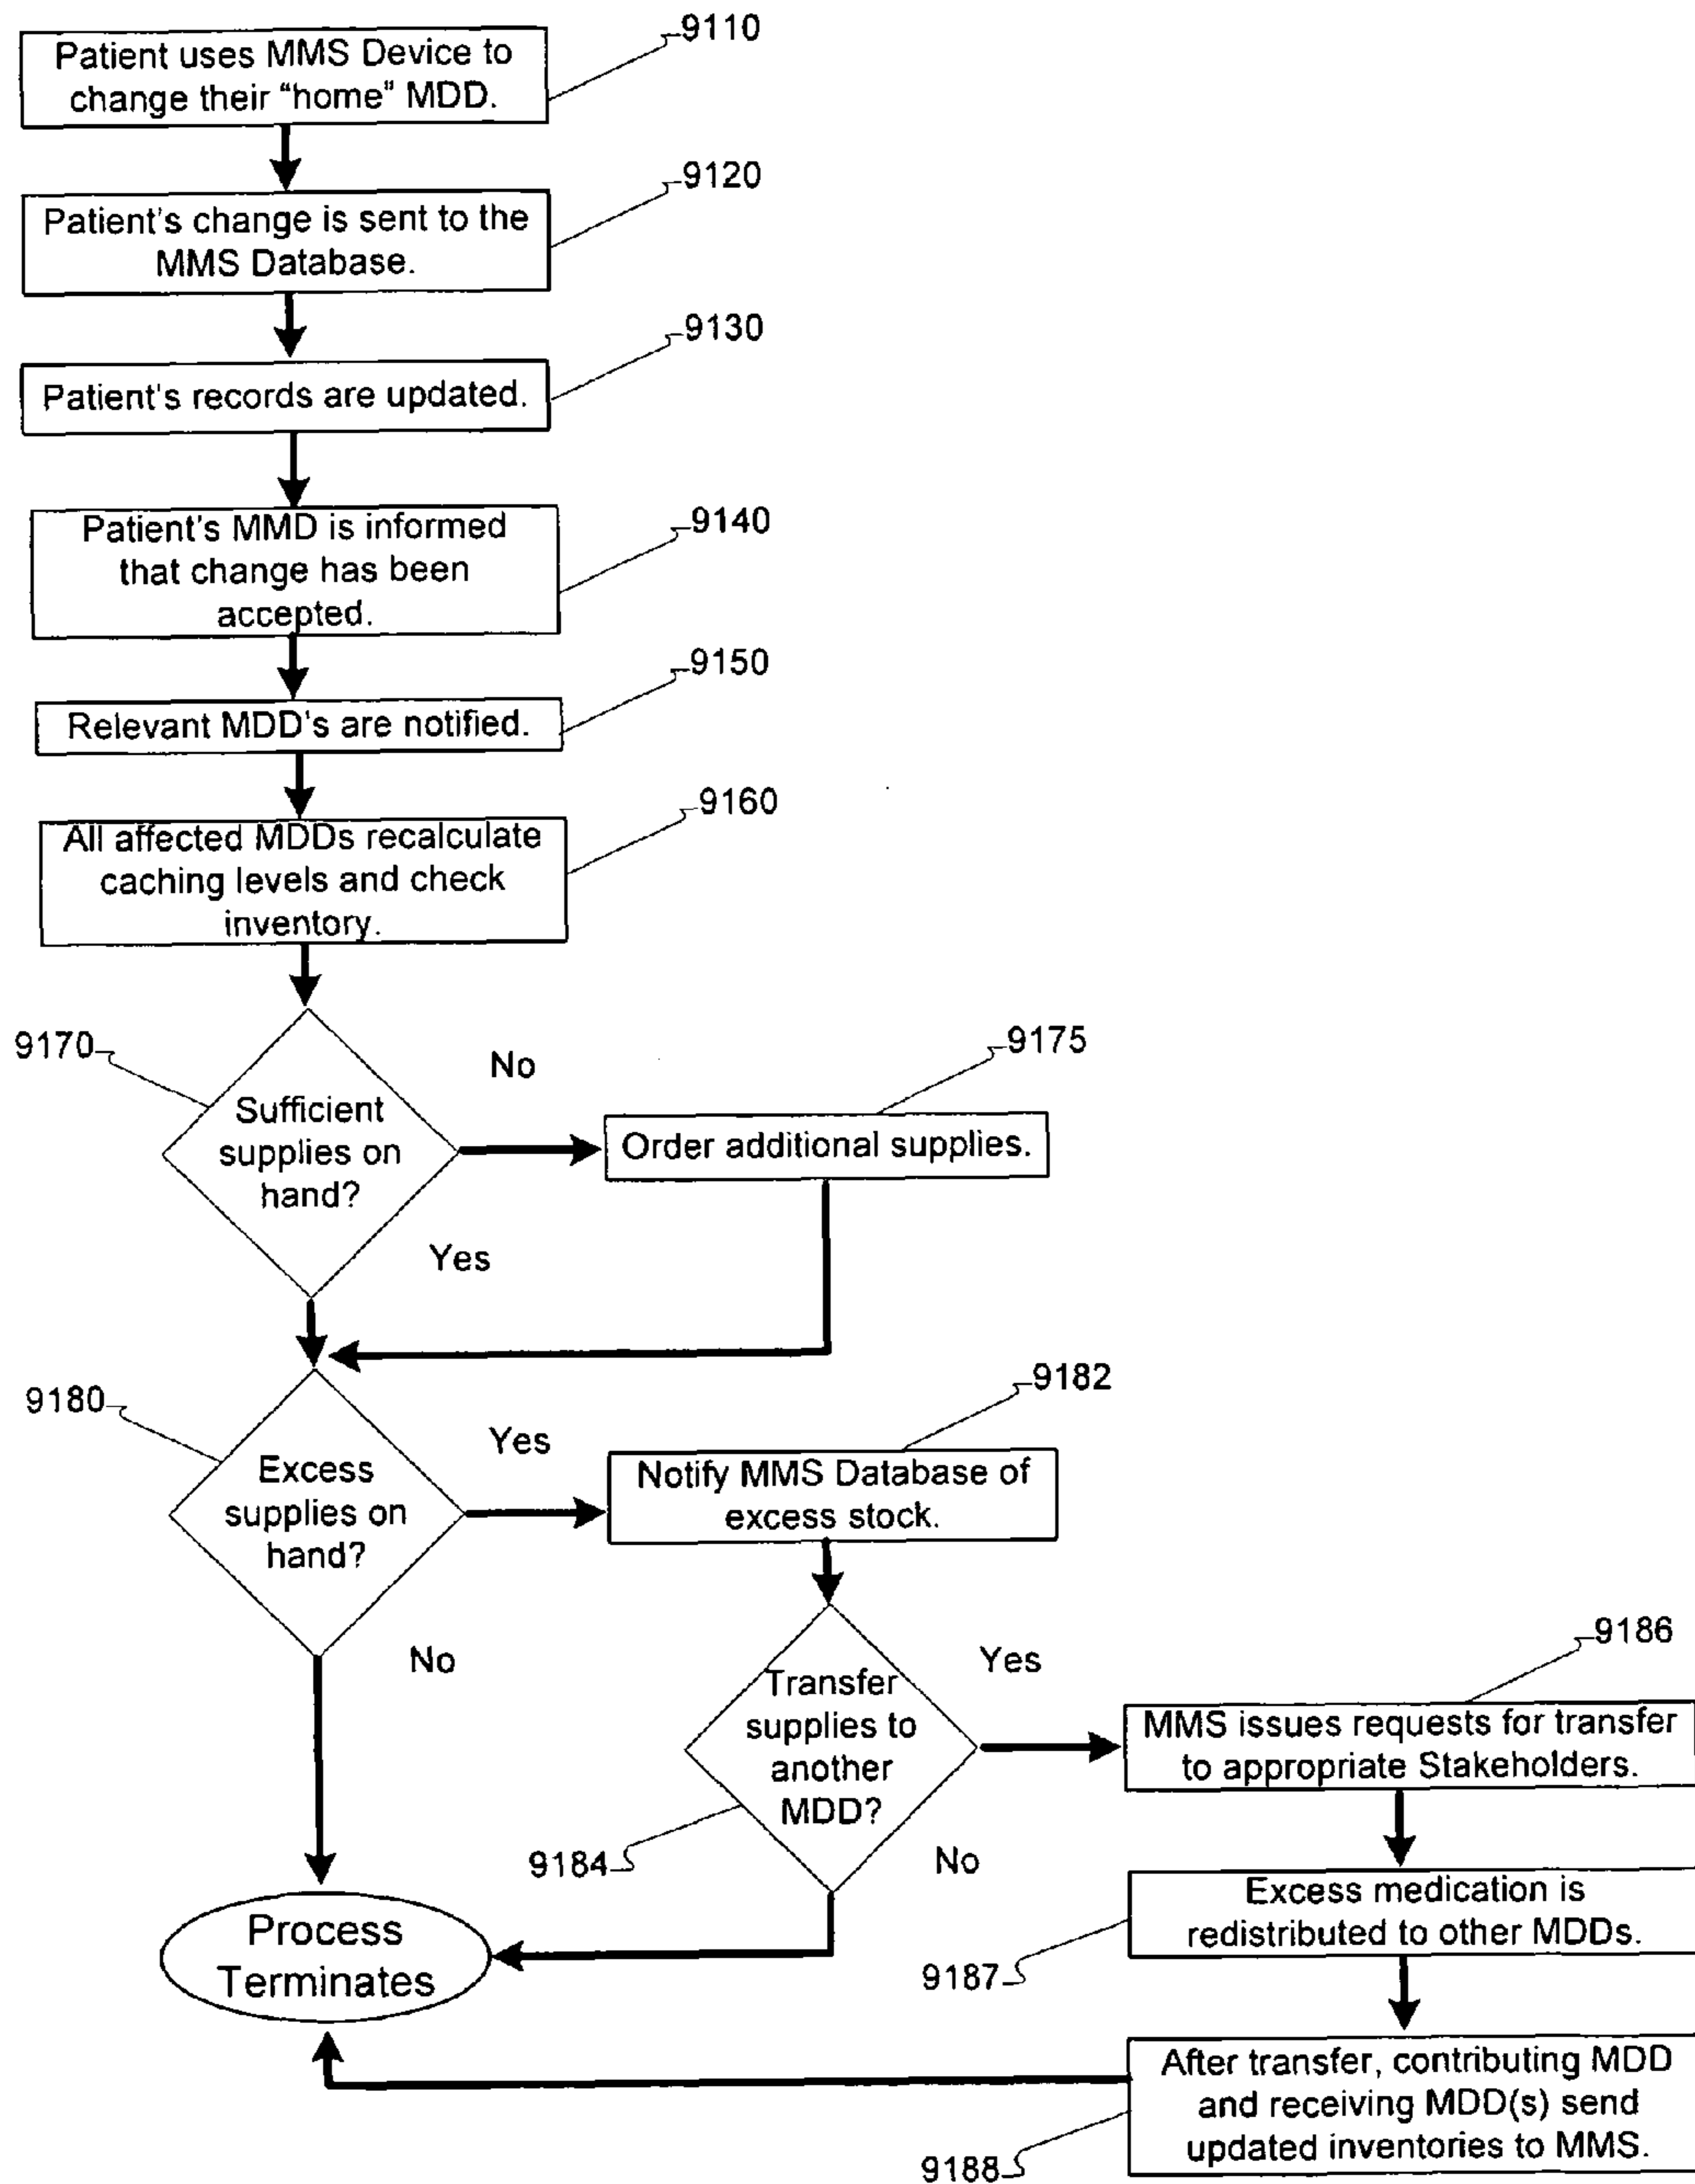 9110
Patient uses MMS Device to
change their "home" MDD.
9120
Patient's change is sent to the
MMS Database.
9130
Patient's records are updated.
9140
Patient's MMD is informed
that change has been
accepted.
9150
Relevant MDD's are notified.
9160
All affected MDDs recalculate
caching levels and check
inventory.
9170
Sufficient
supplies on
hand?
No
9175
Order additional supplies.
Yes
9180
Excess
supplies on
hand?
Yes
9182
Notify MMS Database of
excess stock.
No
Transfer
supplies to
another
MDD?
9184
Yes
9186
MMS issues requests for transfer
to appropriate Stakeholders.
No
Excess medication is
redistributed to other MDDs.
9187
Process
Terminates
After transfer, contributing MDD
and receiving MDD(s) send
updated inventories to MMS.
9188